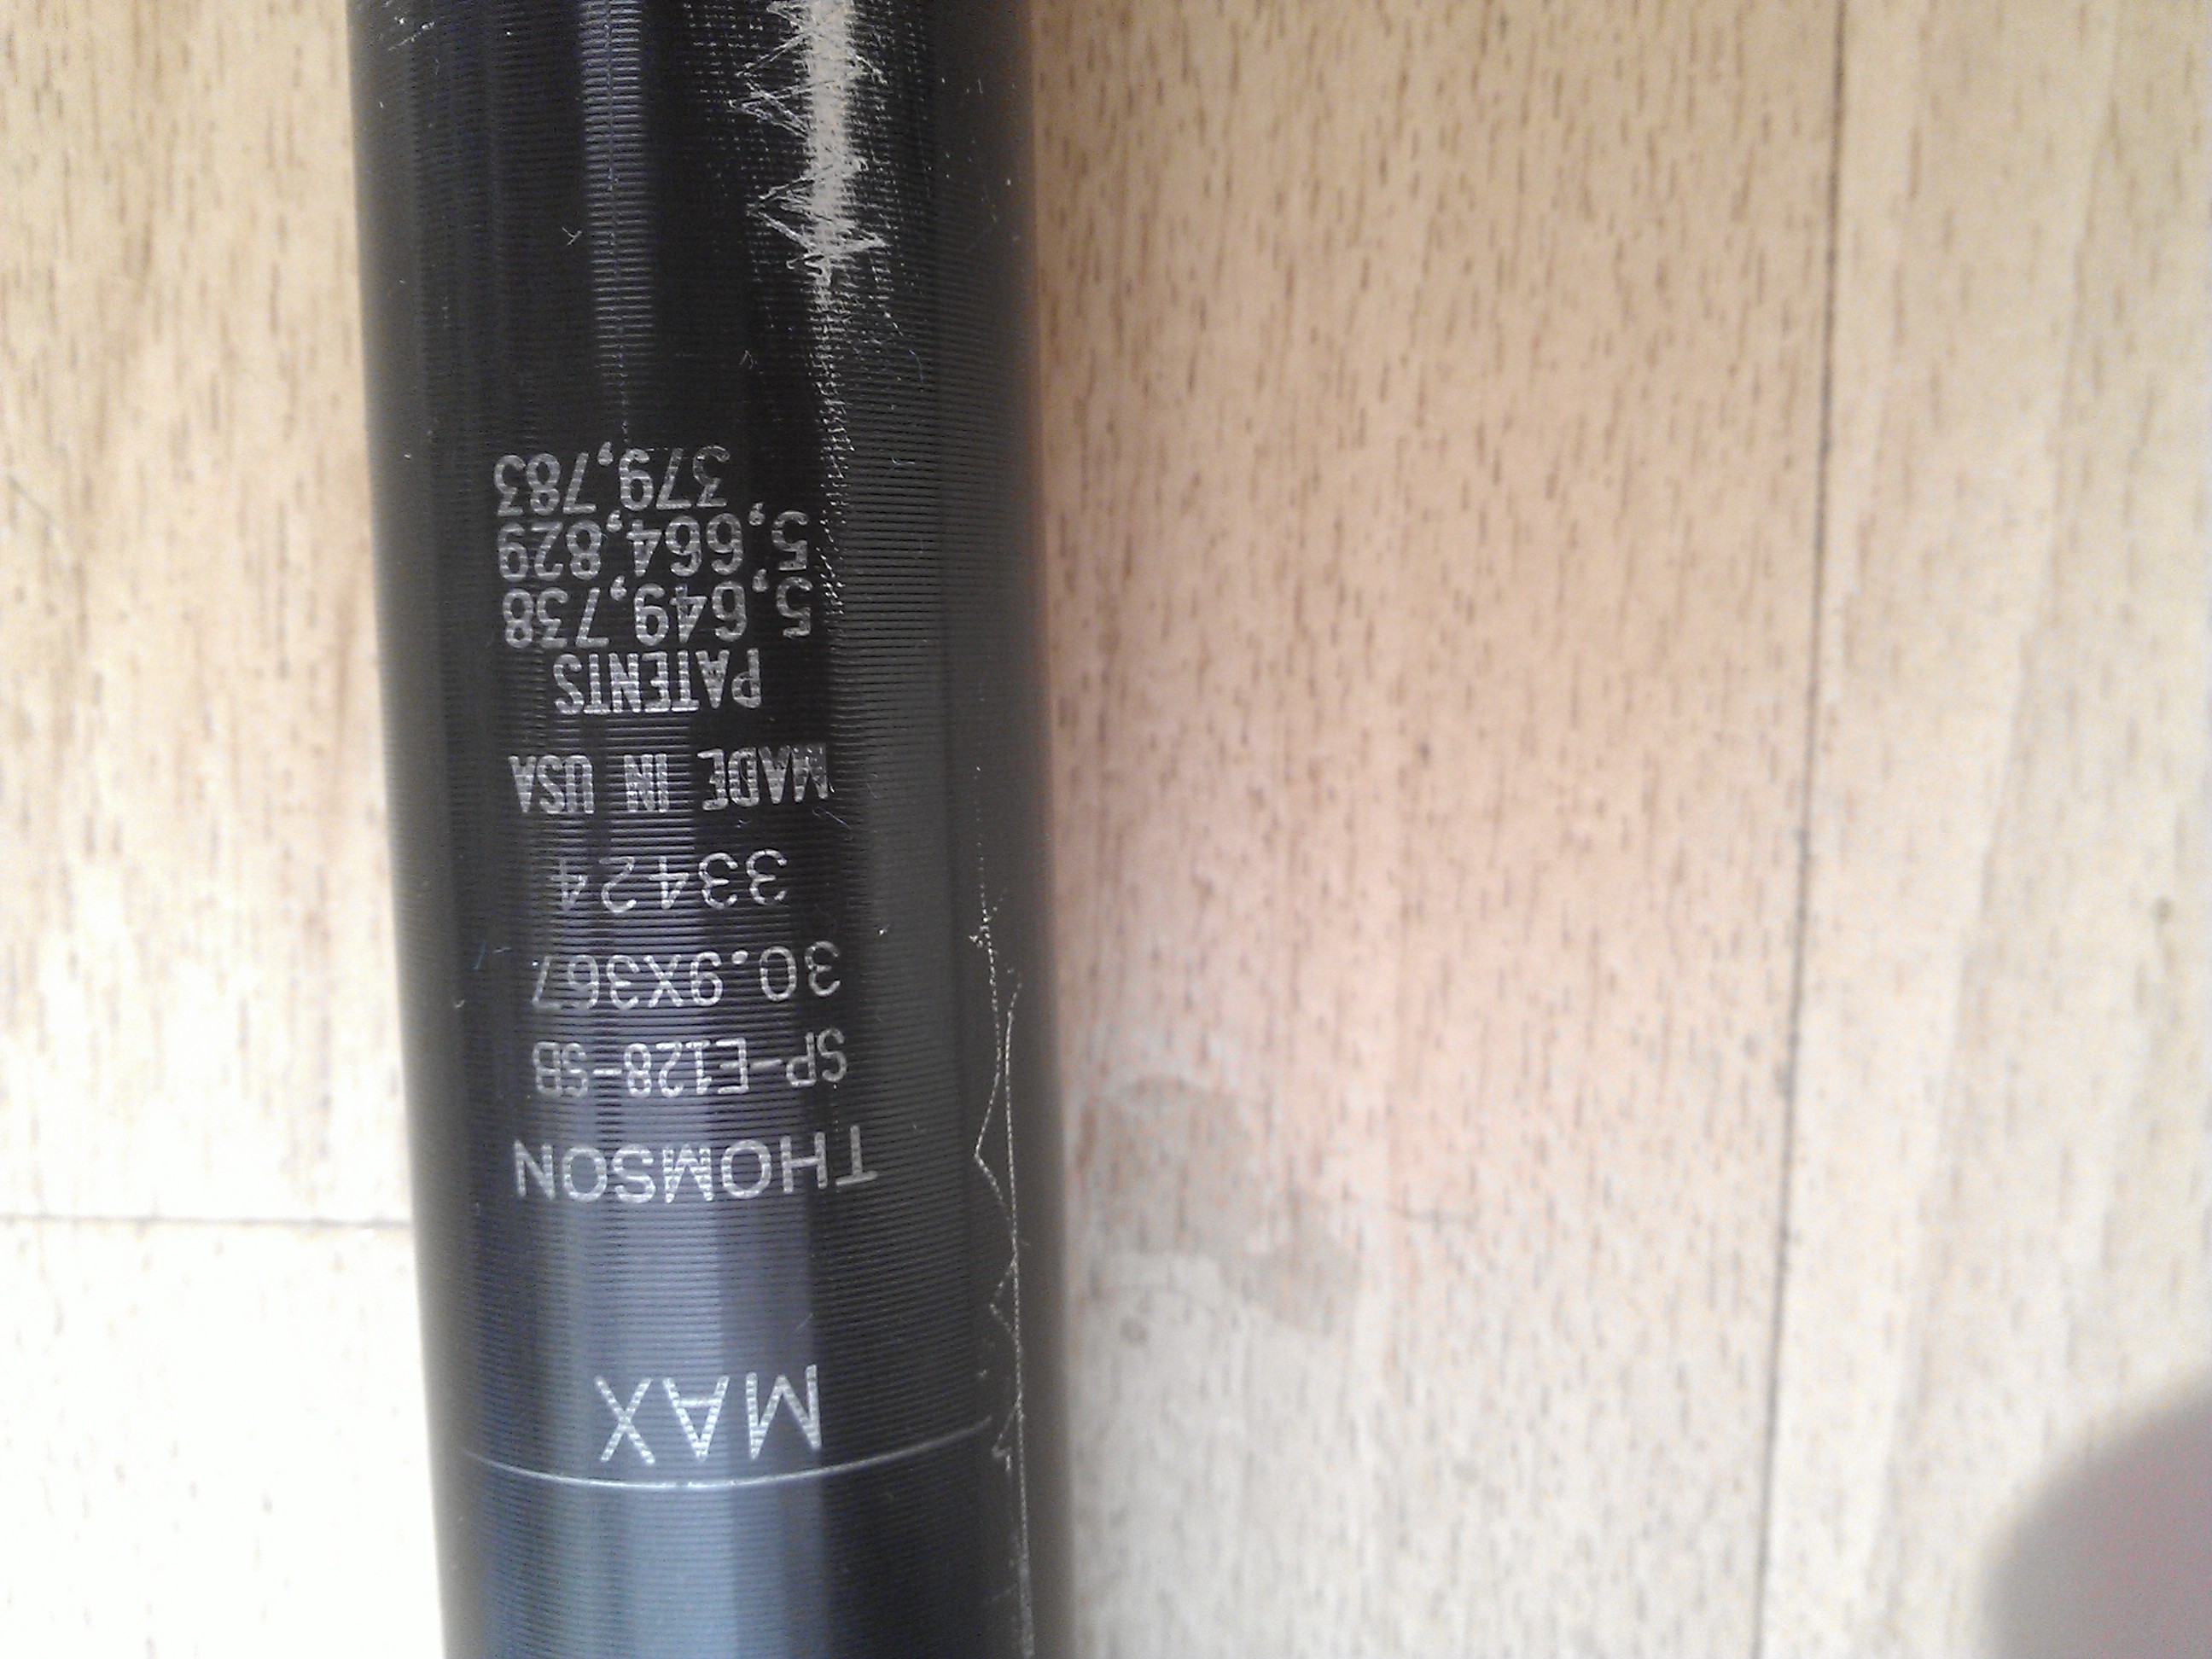 MAX
THOMSON
SP-E128-SB
30.9X367
33424
MADE IN USA
PATENTS
5,649,738
5,664,829
379,783